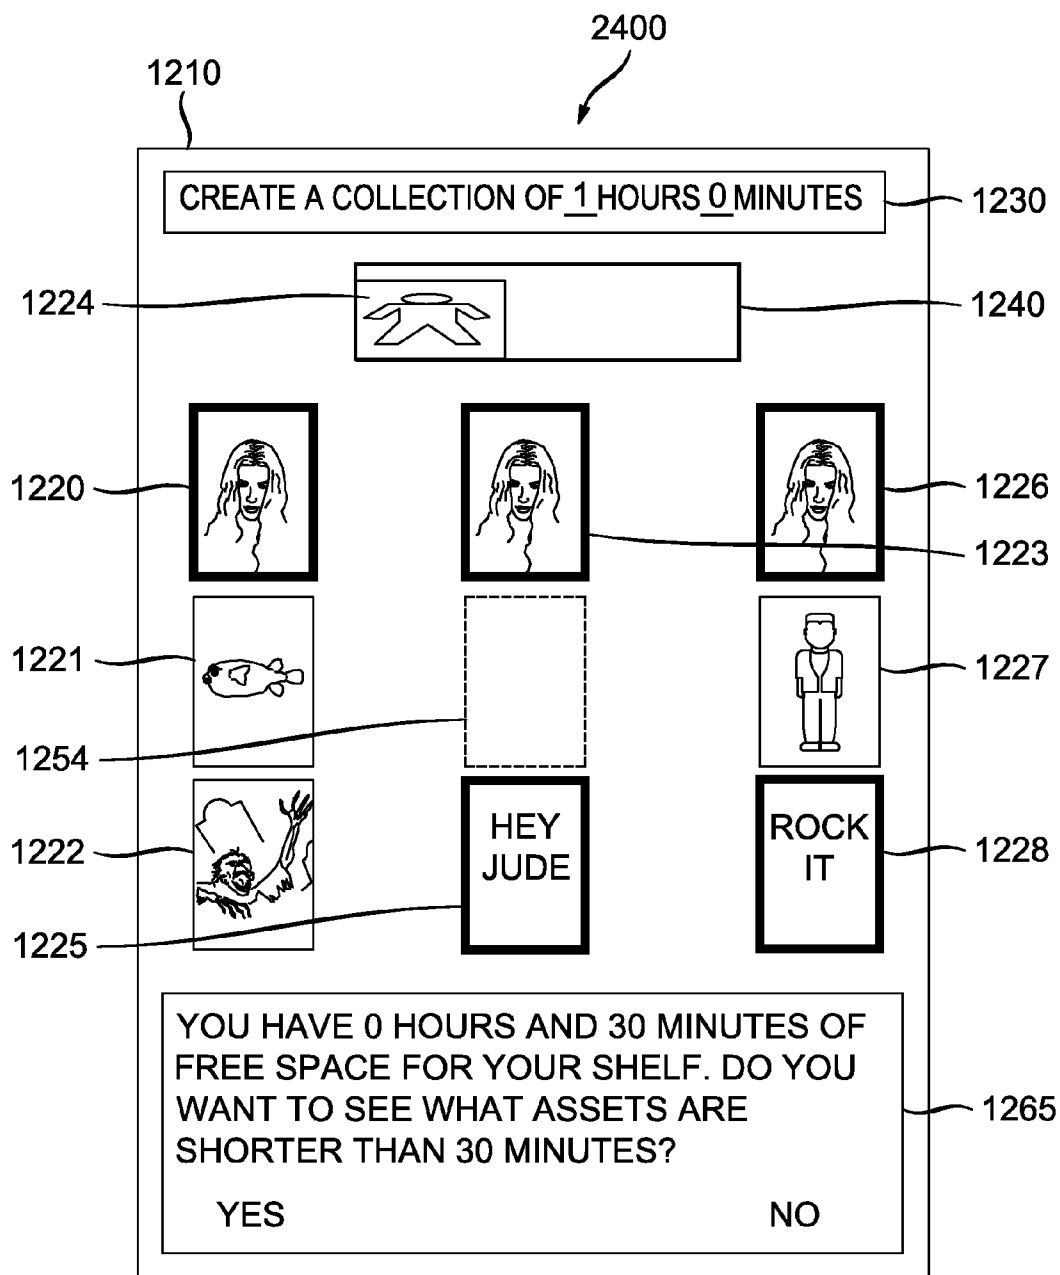 2400
1210
CREATE A COLLECTION OF 1 HOURS 0 MINUTES
1230
1224
1240
1220
1226
1223
1221
1227
1254
1222
HEY
JUDE
ROCK
IT
1228
1225
YOU HAVE 0 HOURS AND 30 MINUTES OF
FREE SPACE FOR YOUR SHELF. DO YOU
WANT TO SEE WHAT ASSETS ARE
SHORTER THAN 30 MINUTES?
1265
YES NO